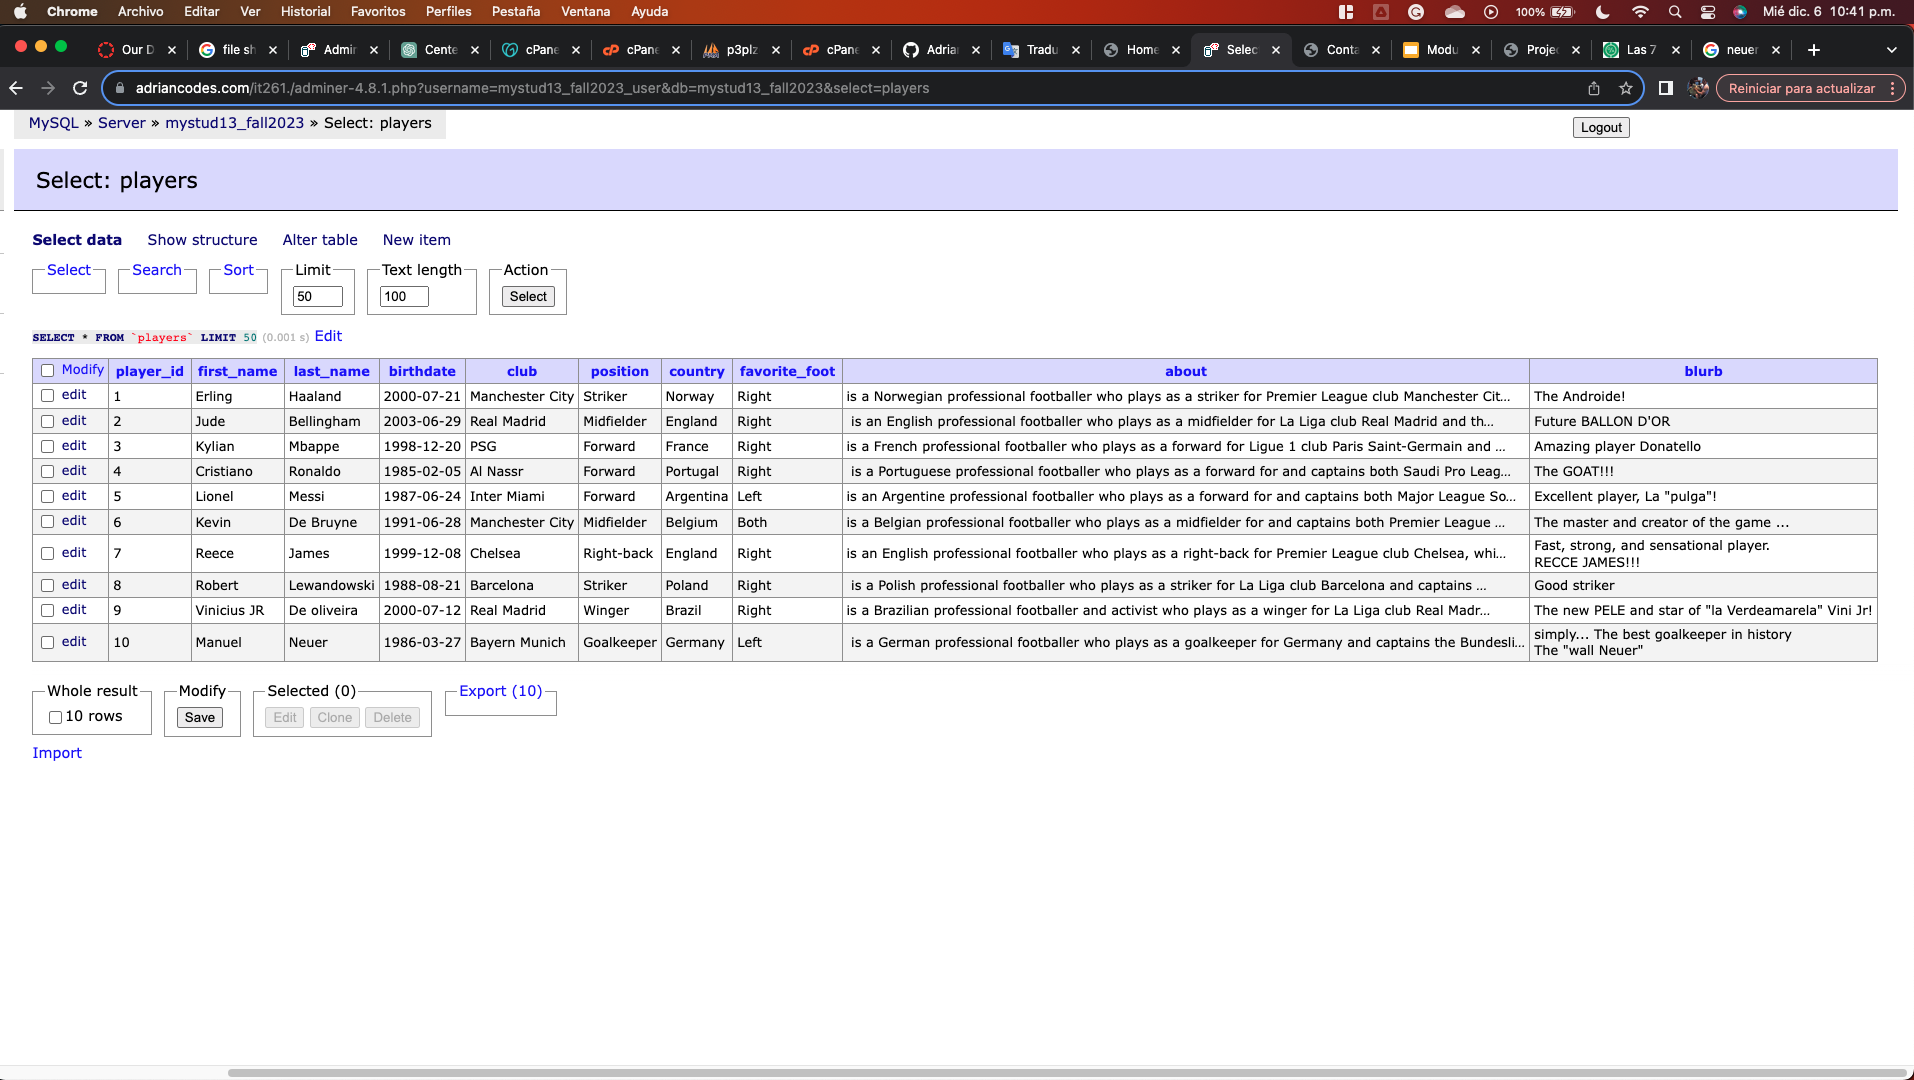 Chrome Archivo Editar Ver Historial Favoritos Perfiles Pestaña Ventana Ayuda 100% Mié dic. 6 10:41 p.m.
Our D file sh Admir Cente cPane cPane p3plz cPane Adria Tradu Home Selec Conta Modu Projec Las 7 neuer
adriancodes.com/it261./adminer-4.8.1.php?username=mystud13_fall2023_user&db=mystud13_fall2023&select=players Reiniciar para actualizar
MySQL » Server » mystud13_fall2023 » Select: players Logout
Select: players
Select data Show structure Alter table New item
Select Search Sort Limit Text length Action
50 100 Select
SELECT * FROM `players` LIMIT 50 (0.001 s) Edit
Modify player_id first_name last_name birthdate club position country favorite_foot about blurb
edit 1 Erling Haaland 2000-07-21 Manchester City Striker Norway Right is a Norwegian professional footballer who plays as a striker for Premier League club Manchester Cit... The Androide!
edit 2 Jude Bellingham 2003-06-29 Real Madrid Midfielder England Right is an English professional footballer who plays as a midfielder for La Liga club Real Madrid and th... Future BALLON D'OR
edit 3 Kylian Mbappe 1998-12-20 PSG Forward France Right is a French professional footballer who plays as a forward for Ligue 1 club Paris Saint-Germain and ... Amazing player Donatello
edit 4 Cristiano Ronaldo 1985-02-05 Al Nassr Forward Portugal Right is a Portuguese professional footballer who plays as a forward for and captains both Saudi Pro Leag... The GOAT!!!
edit 5 Lionel Messi 1987-06-24 Inter Miami Forward Argentina Left is an Argentine professional footballer who plays as a forward for and captains both Major League So... Excellent player, La "pulga"!
edit 6 Kevin De Bruyne 1991-06-28 Manchester City Midfielder Belgium Both is a Belgian professional footballer who plays as a midfielder for and captains both Premier League ... The master and creator of the game ...
edit 7 Reece James 1999-12-08 Chelsea Right-back England Right is an English professional footballer who plays as a right-back for Premier League club Chelsea, whi... Fast, strong, and sensational player.
RECCE JAMES!!!
edit 8 Robert Lewandowski 1988-08-21 Barcelona Striker Poland Right is a Polish professional footballer who plays as a striker for La Liga club Barcelona and captains ... Good striker
edit 9 Vinicius JR De oliveira 2000-07-12 Real Madrid Winger Brazil Right is a Brazilian professional footballer and activist who plays as a winger for La Liga club Real Madr... The new PELE and star of "la Verdeamarela" Vini Jr!
edit 10 Manuel Neuer 1986-03-27 Bayern Munich Goalkeeper Germany Left is a German professional footballer who plays as a goalkeeper for Germany and captains the Bundesli... simply... The best goalkeeper in history
The "wall Neuer"
Whole result Modify Selected (0) Export (10)
10 rows Save Edit Clone Delete
Import